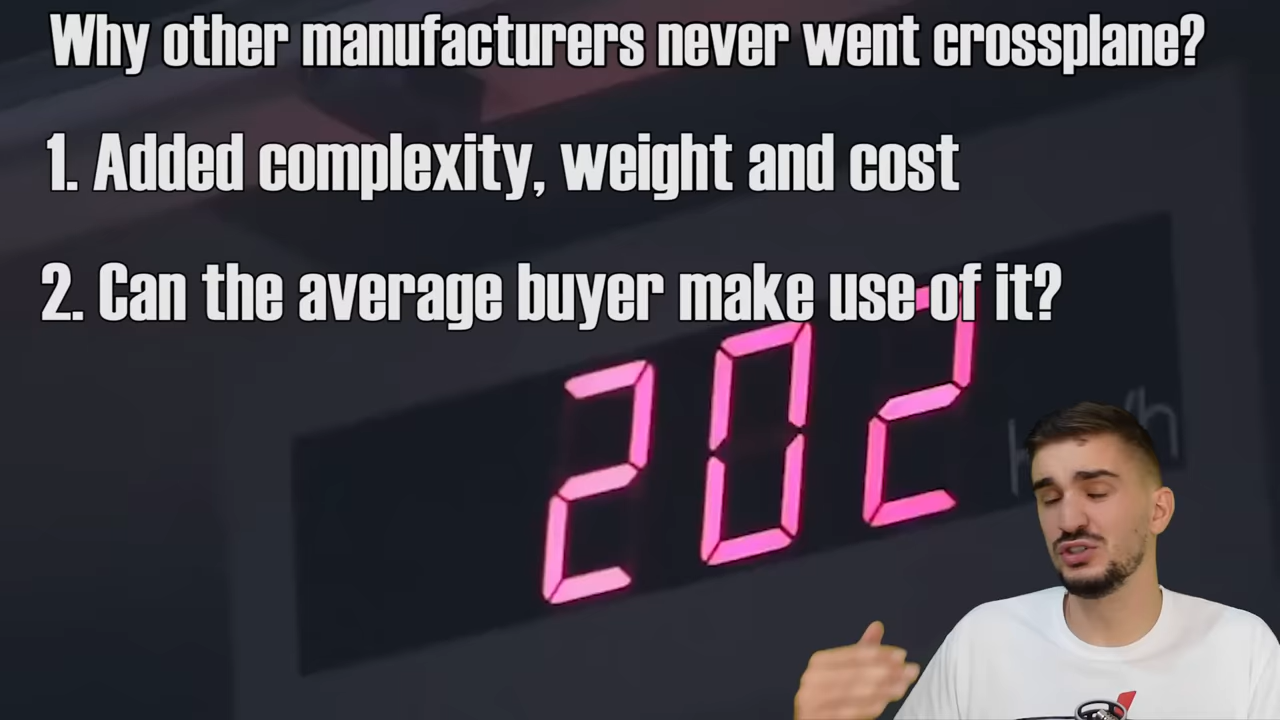 Why other manufacturers never went crossplane?
1. Added complexity, weight and cost
2. Can the average buyer make use of it?
202